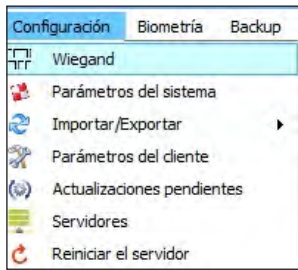 Configuración Biometría Backup
Wiegand
Parámetros del sistema
Importar/Exportar
Parámetros del cliente
Actualizaciones pendientes
Servidores
Reiniciar el servidor